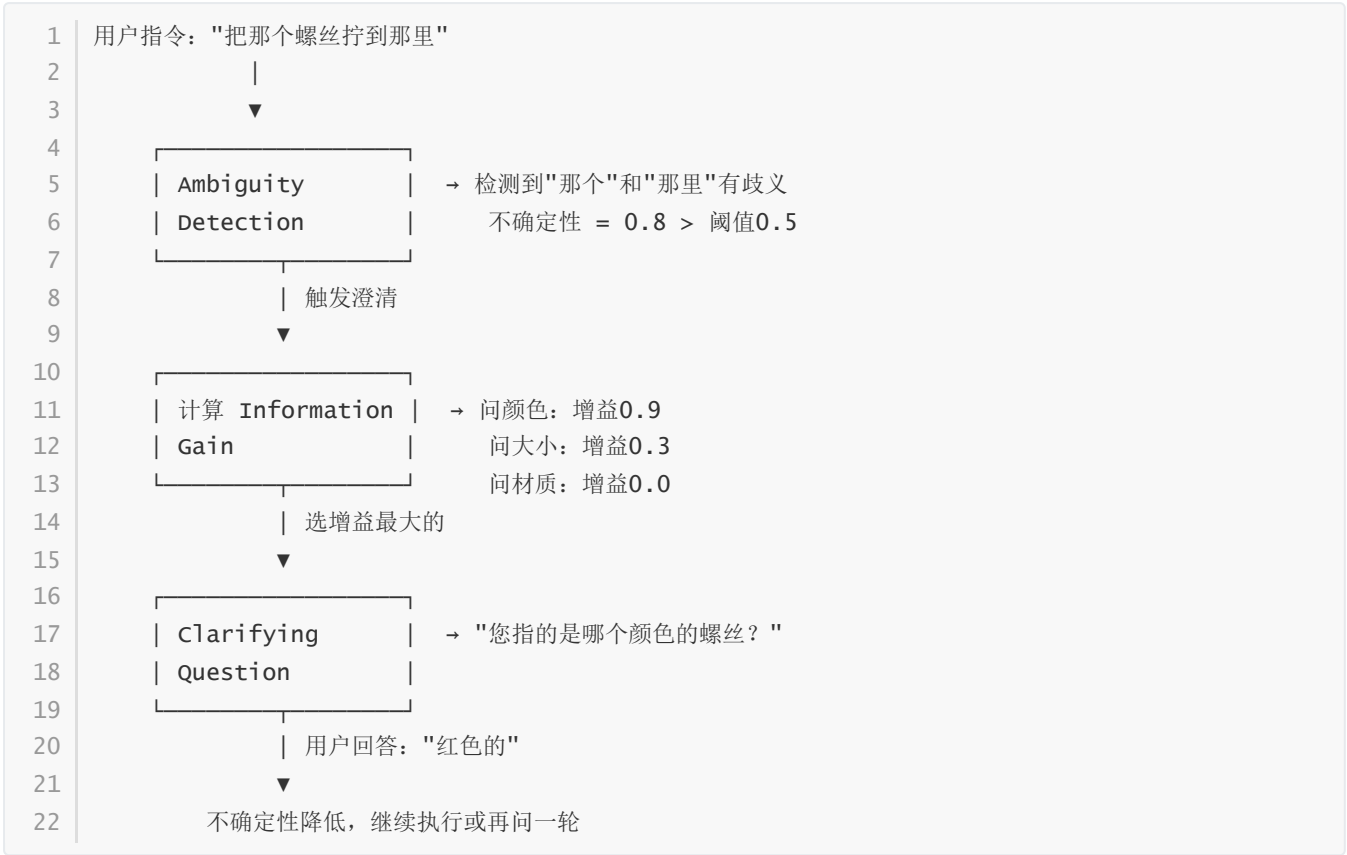 1 用户指令："把那个螺丝拧到那里"
2 │
3 ▼
4 ┌─────────────────┐
5 │ Ambiguity │ → 检测到"那个"和"那里"有歧义
6 │ Detection │ 不确定性 = 0.8 > 阈值0.5
7 └────────┬────────┘
8 │ 触发澄清
9 ▼
10 ┌─────────────────┐
11 │ 计算 Information │ → 问颜色：增益0.9
12 │ Gain │ 问大小：增益0.3
13 └────────┬────────┘ 问材质：增益0.0
14 │ 选增益最大的
15 ▼
16 ┌─────────────────┐
17 │ Clarifying │ → "您指的是哪个颜色的螺丝？"
18 │ Question │
19 └────────┬────────┘
20 │ 用户回答："红色的"
21 ▼
22 不确定性降低，继续执行或再问一轮